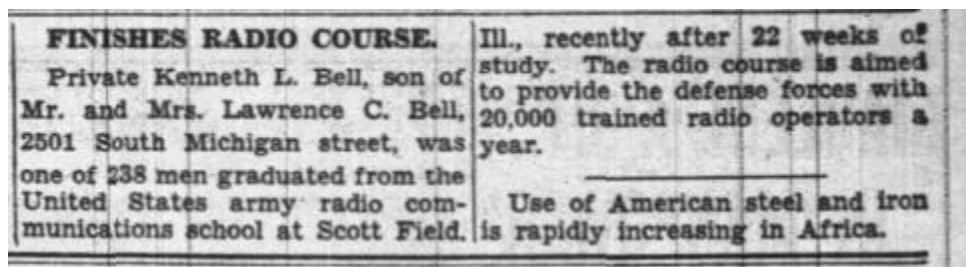 FINISHES RADIO COURSE.
Private Kenneth L. Bell, son of
Mr. and Mrs. Lawrence C. Bell,
2501 South Michigan street, was
one of 238 men graduated from the
United States army radio com-
munications school at Scott Field,
Ill., recently after 22 weeks of
study. The radio course is aimed
to provide the defense forces with
20,000 trained radio operators a
year.
Use of American steel and iron
is rapidly increasing in Africa.